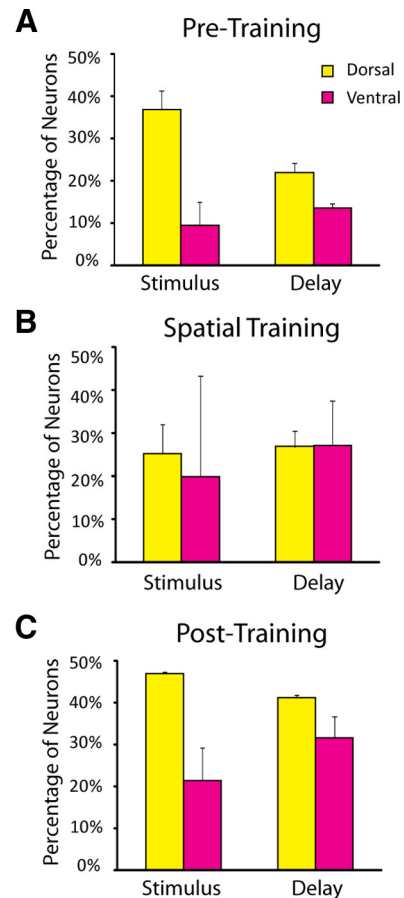 A
Pre-Training
Percentage of Neurons
50%
40%
30%
20%
10%
0%
Dorsal
Ventral
Stimulus Delay
B
Spatial Training
Percentage of Neurons
50%
40%
30%
20%
10%
0%
Stimulus Delay
C
Post-Training
Percentage of Neurons
50%
40%
30%
20%
10%
0%
Stimulus Delay